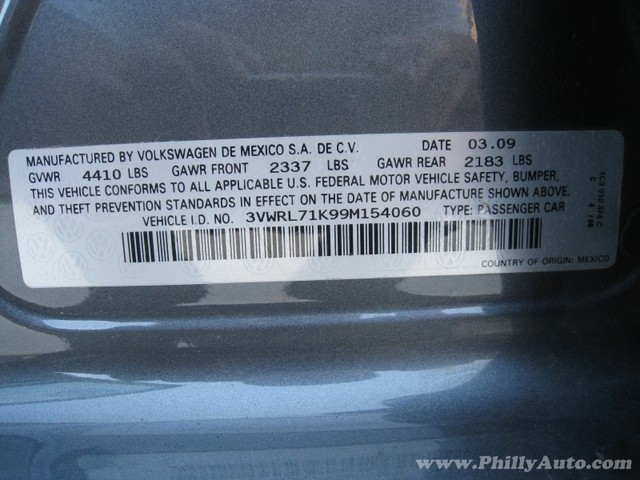 MANUFACTURED BY VOLKSWAGEN DE MEXICO S.A. DE C.V. DATE 03.09
GVWR 4410 LBS GAWR FRONT 2337 LBS GAWR REAR 2183 LBS
THIS VEHICLE CONFORMS TO ALL APPLICABLE U.S. FEDERAL MOTOR VEHICLE SAFETY, BUMPER,
AND THEFT PREVENTION STANDARDS IN EFFECT ON THE DATE OF MANUFACTURE SHOWN ABOVE.
VEHICLE I.D. NO. 3VWRL71K99M154060 TYPE: PASSENGER CAR
COUNTRY OF ORIGIN: MEXICO
www.PhillyAuto.com